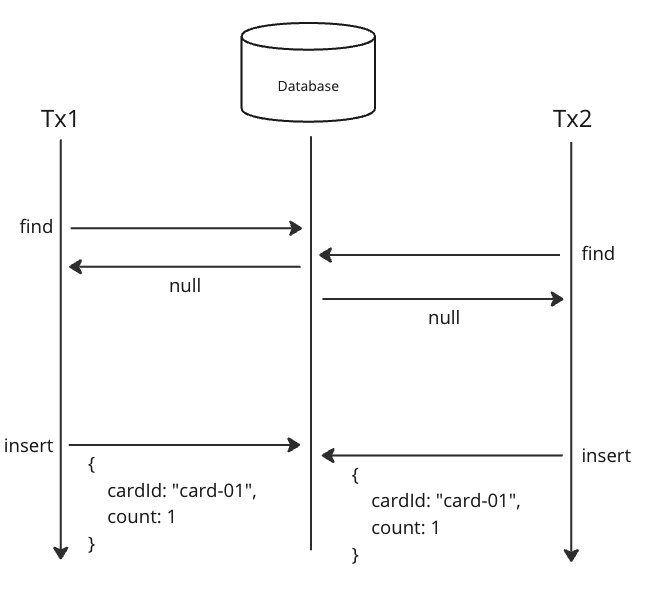 Database
Tx1
Tx2
find
find
null
null
insert
insert
{
cardId: "card-01",
count: 1
}
{
cardId: "card-01",
count: 1
}